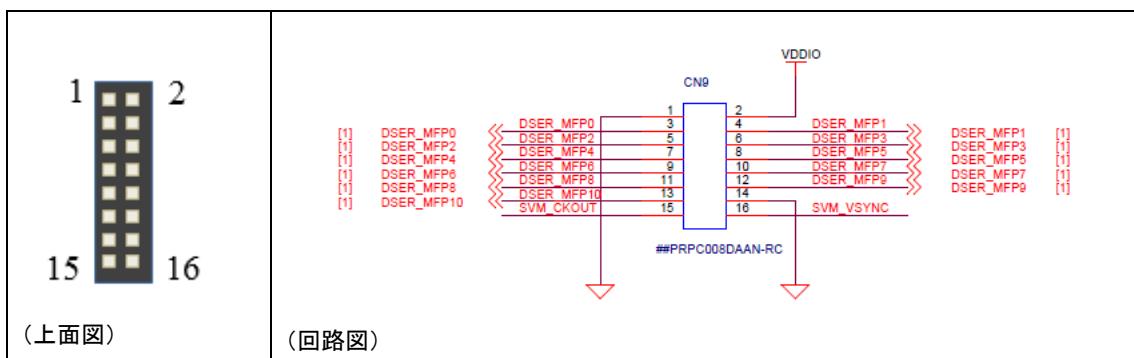 1 2
15 16
(上面図)
VDDIO
CN9
1 2
DSER_MFP0 3 4 DSER_MFP1
[1] DSER_MFP0 DSER_MFP2 5 6 DSER_MFP3 DSER_MFP1 [1]
[1] DSER_MFP2 DSER_MFP4 7 8 DSER_MFP5 DSER_MFP3 [1]
[1] DSER_MFP4 DSER_MFP6 9 10 DSER_MFP7 DSER_MFP5 [1]
[1] DSER_MFP6 DSER_MFP8 11 12 DSER_MFP9 DSER_MFP7 [1]
[1] DSER_MFP8 DSER_MFP10 13 14 DSER_MFP9 [1]
[1] DSER_MFP10 SVM_CKOUT 15 16 SVM_VSYNC
##PRPC008DAAN-RC
(回路図)